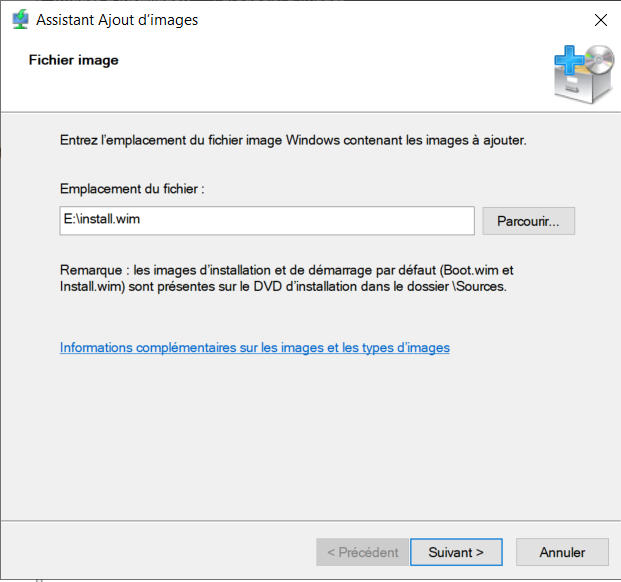 Assistant Ajout d’images
Fichier image
Entrez l’emplacement du fichier image Windows contenant les images à ajouter.
Emplacement du fichier :
E:\install.wim
Parcourir...
Remarque : les images d’installation et de démarrage par défaut (Boot.wim et
Install.wim) sont présentes sur le DVD d’installation dans le dossier \Sources.
Informations complémentaires sur les images et les types d’images
< Précédent
Suivant >
Annuler